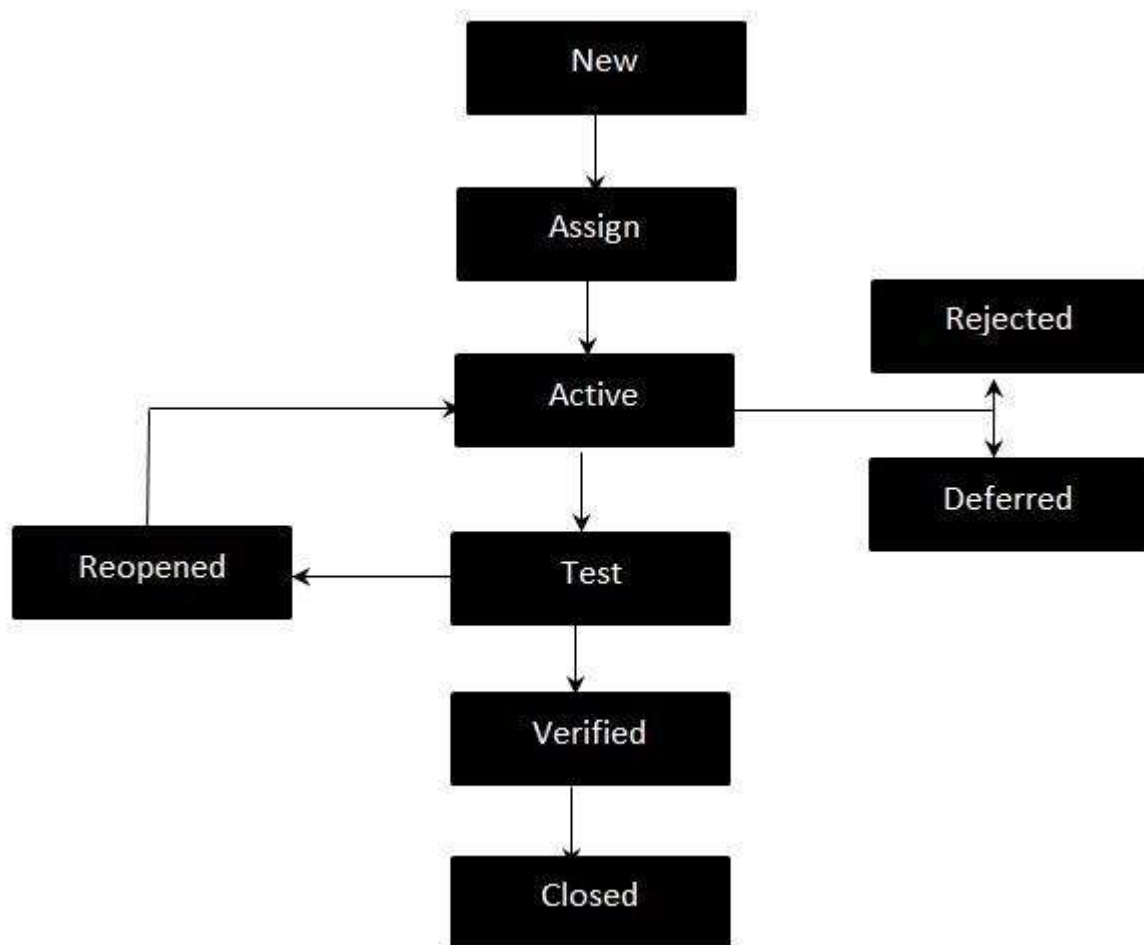 New
Assign
Rejected
Active
Deferred
Reopened
Test
Verified
Closed